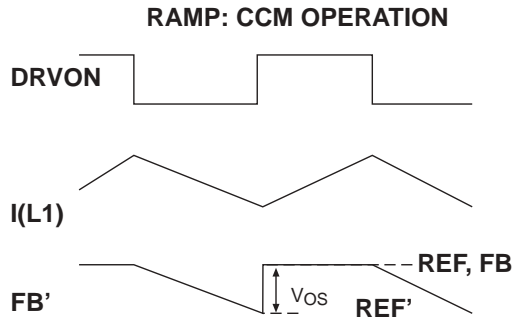 RAMP: CCM OPERATION
DRVON
I(L1)
REF, FB
FB'
VOS
REF'